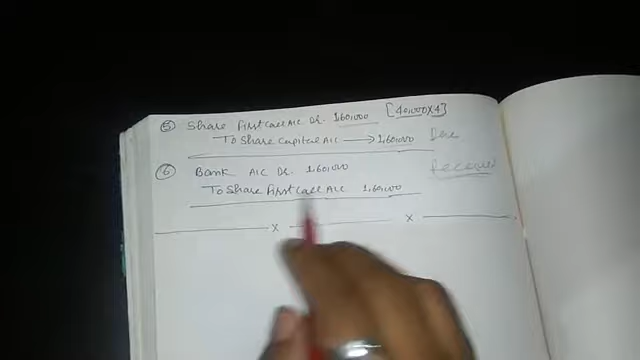 ⑤ Share First Call A/C Dr. 1,60,000 [40,000 x 4]
To Share Capital A/C → 1,60,000 Due
⑥ Bank A/C Dr. 1,60,000 Received
To Share First Call A/C 1,60,000
x x